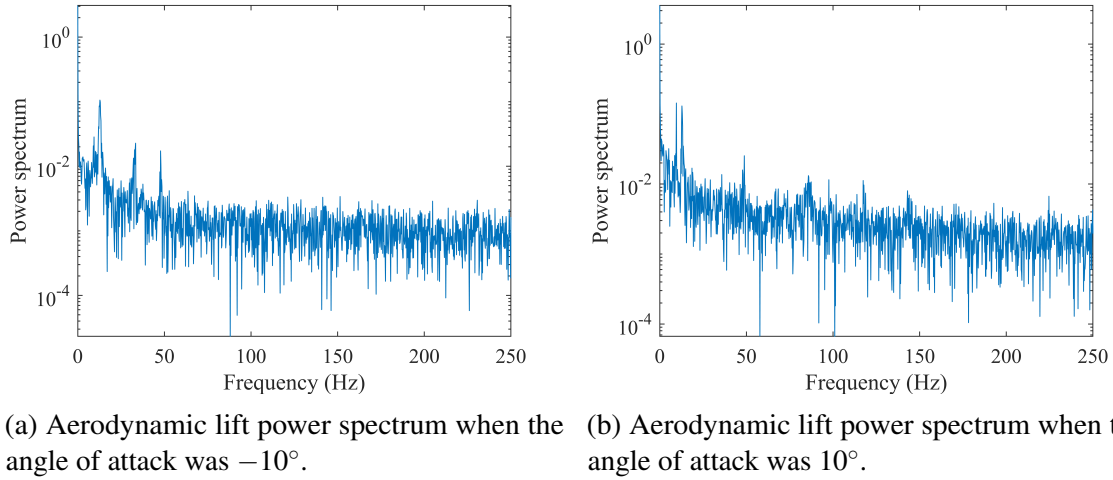 10^0
10^-2
10^-4
Power spectrum
0 50 100 150 200 250
Frequency (Hz)
10^0
10^-2
10^-4
Power spectrum
0 50 100 150 200 250
Frequency (Hz)
(a) Aerodynamic lift power spectrum when the
angle of attack was −10°.
(b) Aerodynamic lift power spectrum when t
angle of attack was 10°.